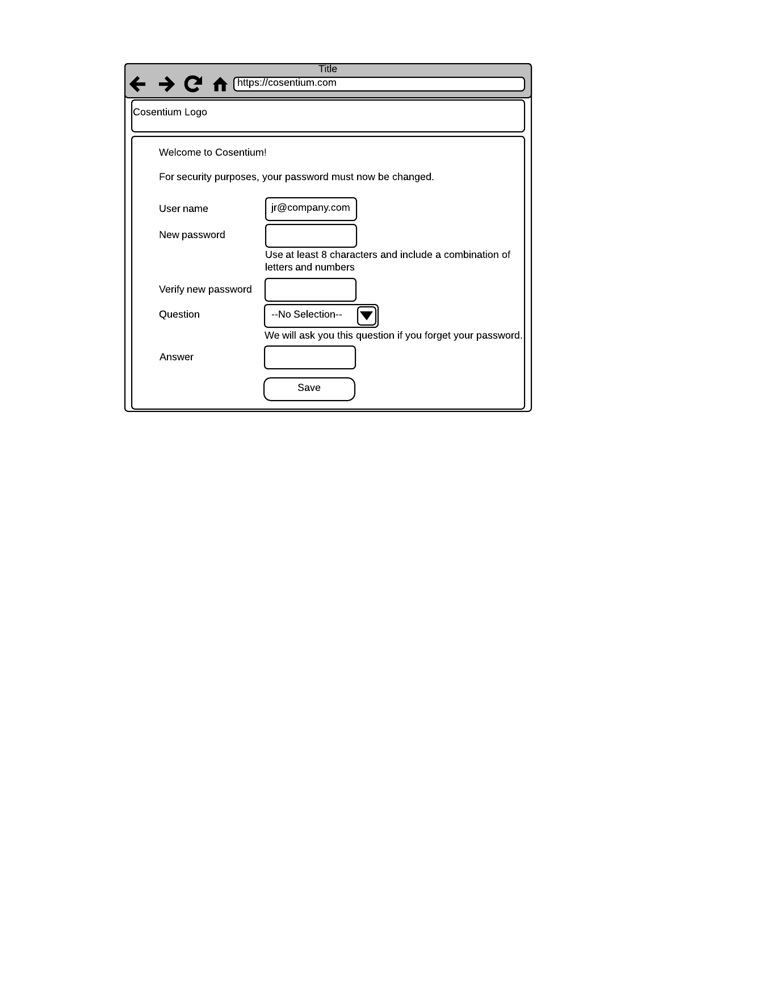 Title
https://cosentium.com
Cosentium Logo
Welcome to Cosentium!
For security purposes, your password must now be changed.
User name
jr@company.com
New password
Use at least 8 characters and include a combination of
letters and numbers
Verify new password
Question
--No Selection--
We will ask you this question if you forget your password.
Answer
Save